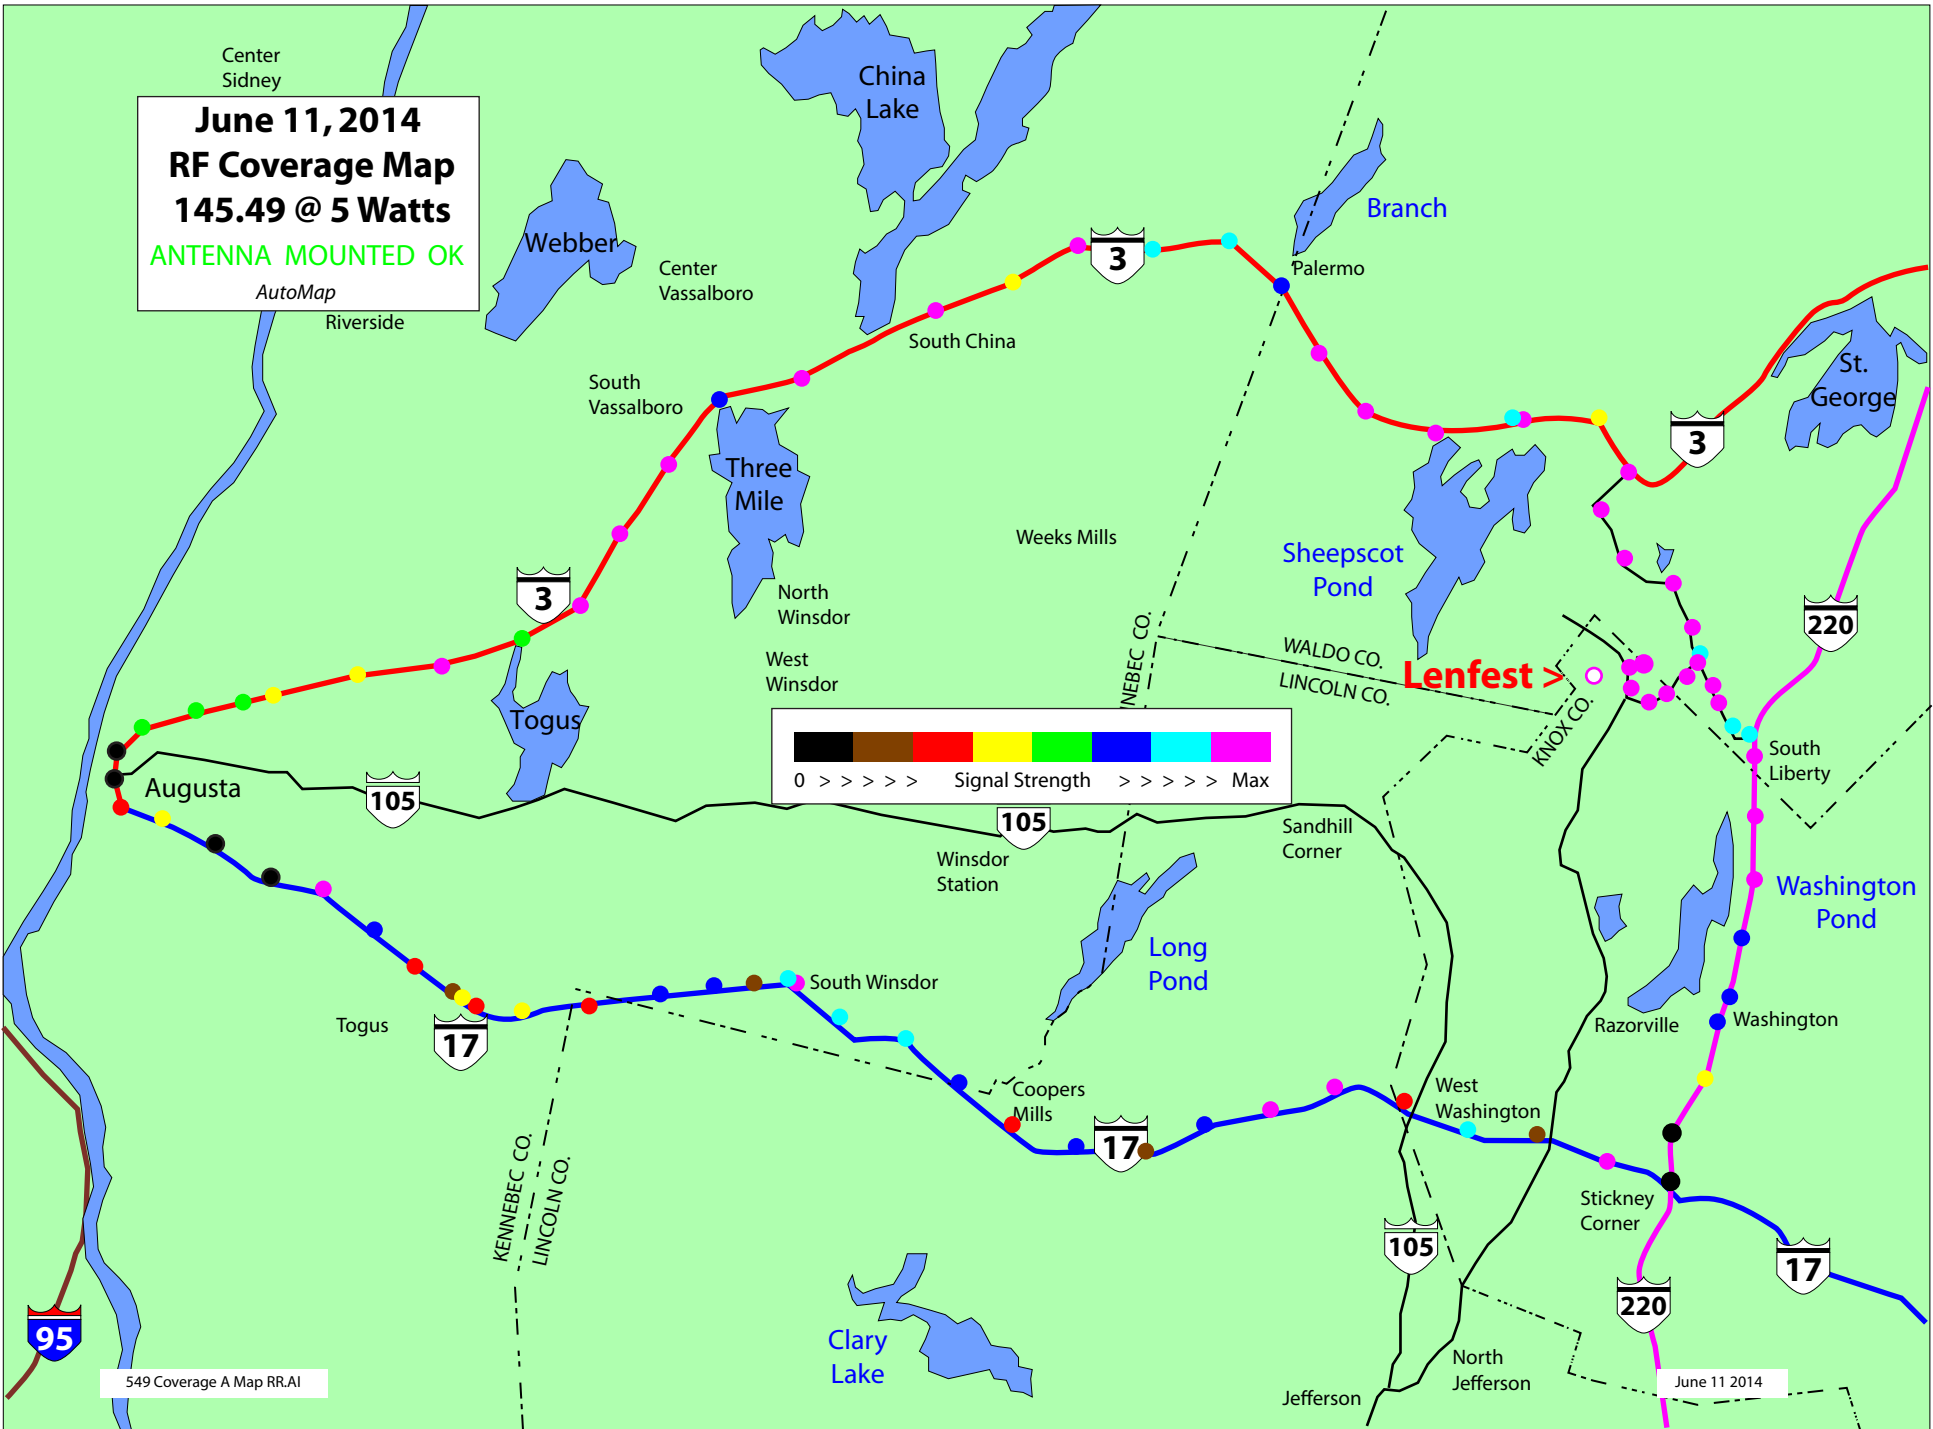 Center
Sidney
June 11, 2014
RF Coverage Map
145.49 @ 5 Watts
ANTENNA MOUNTED OK
AutoMap
Riverside
China
Lake
Webber
Center
Vassalboro
Branch
3
Palermo
South China
South
Vassalboro
St.
George
3
Three
Mile
Weeks Mills
Sheepscot
Pond
3
North
Winsdor
220
West
Winsdor
WALDO CO.
LINCOLN CO.
NEBEC CO.
Lenfest >
KNOX CO.
Togus
South
Liberty
0 > > > > > Signal Strength > > > > > Max
Augusta
105
105
Sandhill
Corner
Winsdor
Station
Washington
Pond
Long
Pond
South Winsdor
Togus
17
Razorville
Washington
Coopers
Mills
West
Washington
17
KENNEBEC CO.
LINCOLN CO.
Stickney
Corner
105
17
220
95
Clary
Lake
North
Jefferson
Jefferson
549 Coverage A Map RR.AI
June 11 2014